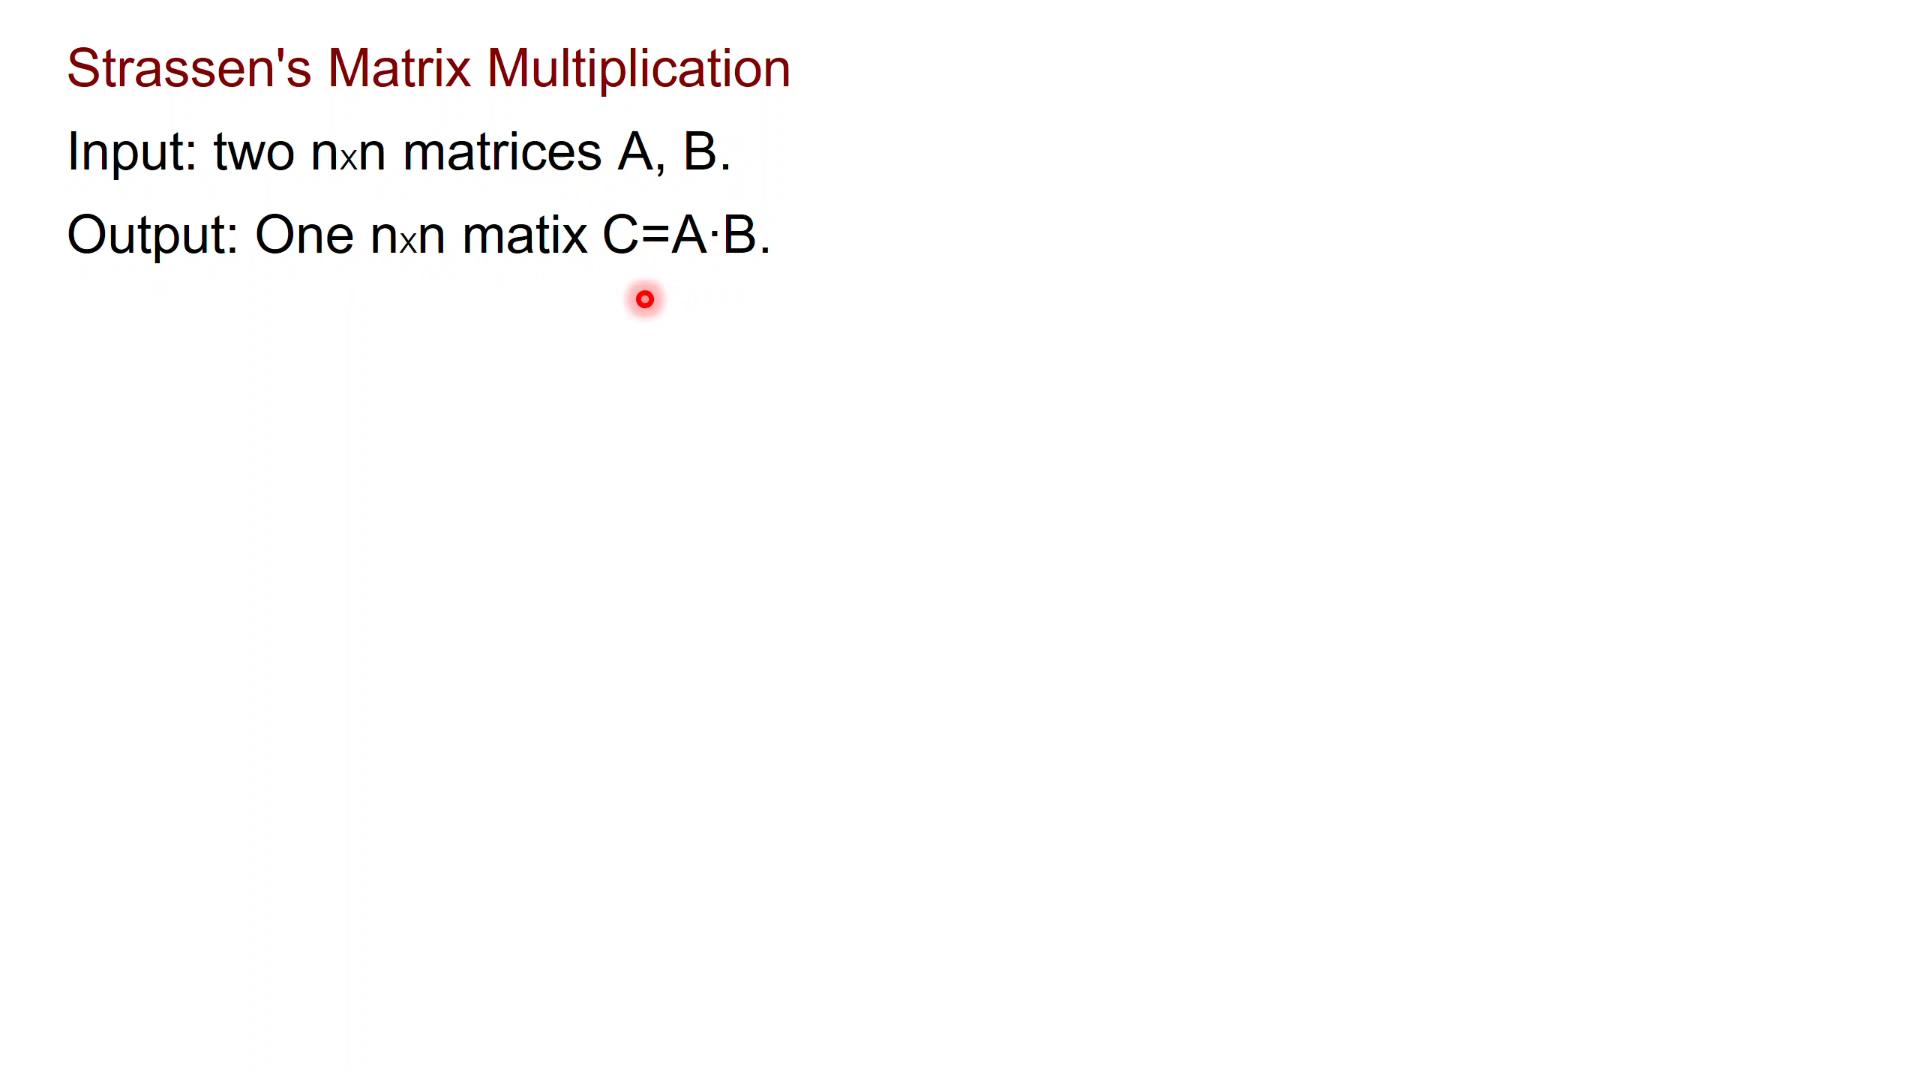 Strassen's Matrix Multiplication
Input: two nxn matrices A, B.
Output: One nxn matix C=A·B.